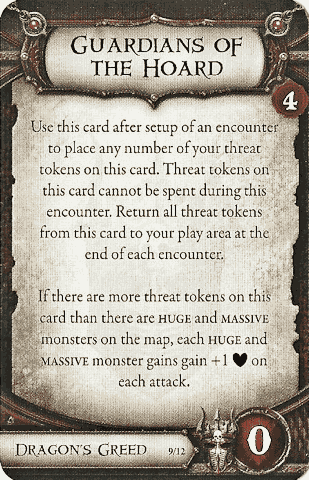 Guardians of
the Hoard
4
Use this card after setup of an encounter
to place any number of your threat
tokens on this card. Threat tokens on
this card cannot be spent during this
encounter. Return all threat tokens
from this card to your play area at the
end of each encounter.
If there are more threat tokens on this
card than there are HUGE and MASSIVE
monsters on the map, each HUGE and
MASSIVE monster gains gain +1 ♥ on
each attack.
Dragon's Greed 9/12
0